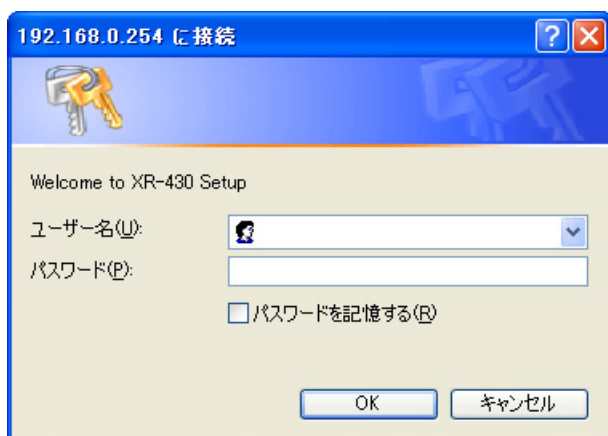 192.168.0.254 に接続
Welcome to XR-430 Setup
ユーザー名(U):
パスワード(P):
パスワードを記憶する(R)
OK
キャンセル